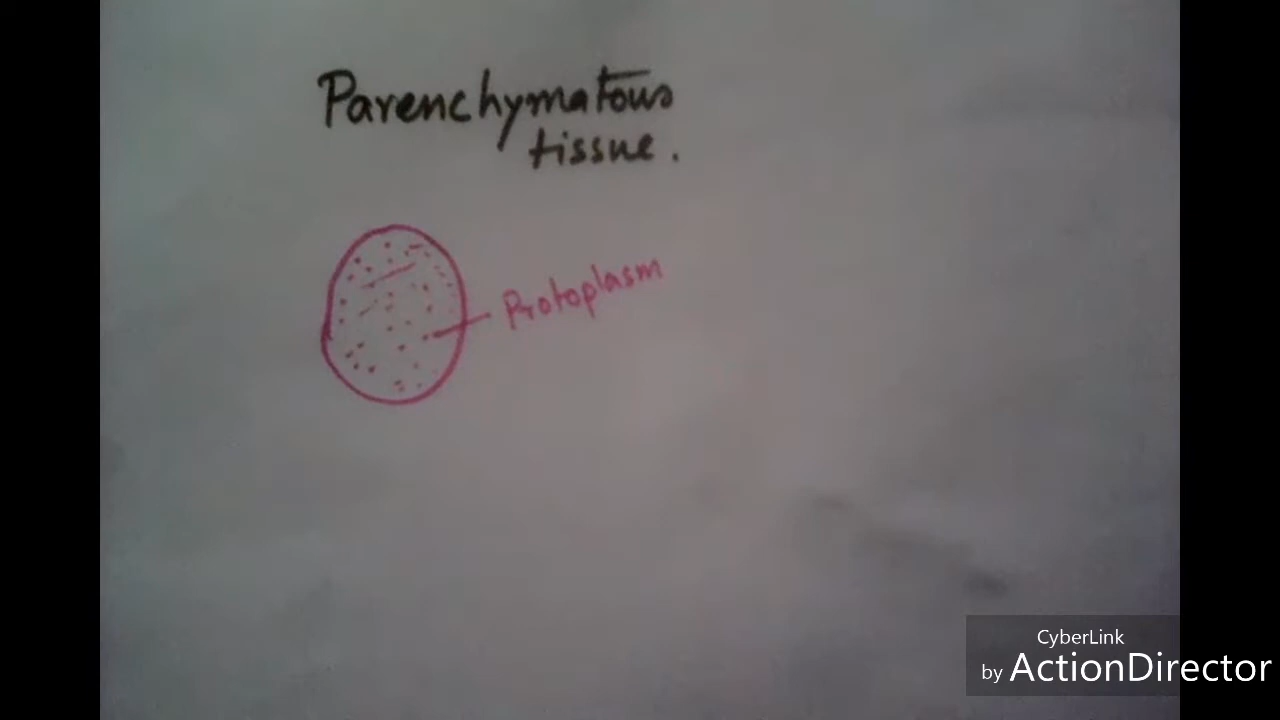 Parenchymatous
tissue.
Protoplasm
CyberLink
by ActionDirector